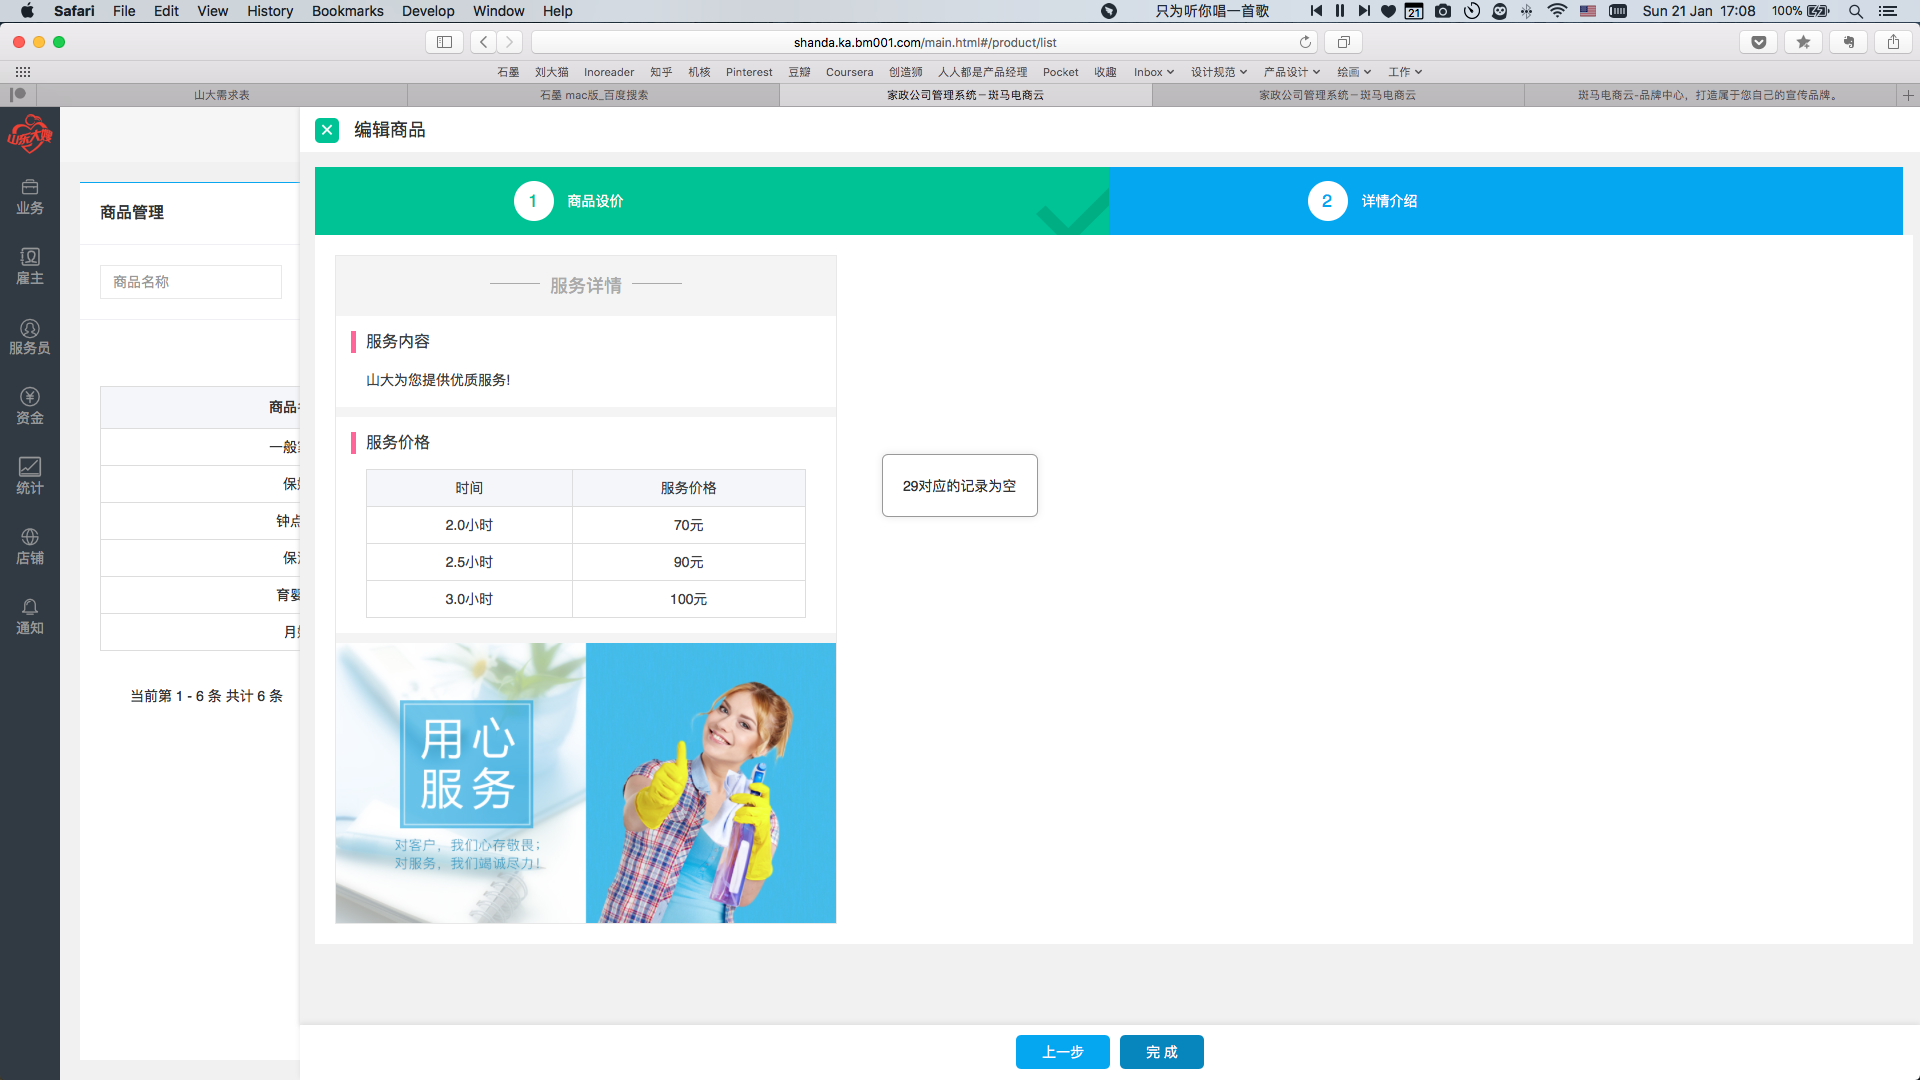 Safari File Edit View History Bookmarks Develop Window Help 只为听你唱一首歌 21 Sun 21 Jan 17:08 100%
shanda.ka.bm001.com/main.html#/product/list
石墨 刘大猫 Inoreader 知乎 机核 Pinterest 豆瓣 Coursera 创造狮 人人都是产品经理 Pocket 收趣 Inbox 设计规范 产品设计 绘画 工作
山大需求表 石墨 mac版_百度搜索 家政公司管理系统－斑马电商云 家政公司管理系统－斑马电商云 斑马电商云-品牌中心，打造属于您自己的宣传品牌。
山东大嫂
业务
雇主
服务员
资金
统计
店铺
通知
商品管理
商品名称
商品
一般
保
钟点
保
育婴
月
当前第 1 - 6 条 共计 6 条
编辑商品
1 商品设价
2 详情介绍
服务详情
服务内容
山大为您提供优质服务!
服务价格
时间 服务价格
2.0小时 70元
2.5小时 90元
3.0小时 100元
用心
服务
对客户，我们心存敬畏；
对服务，我们竭诚尽力！
29对应的记录为空
上一步 完 成